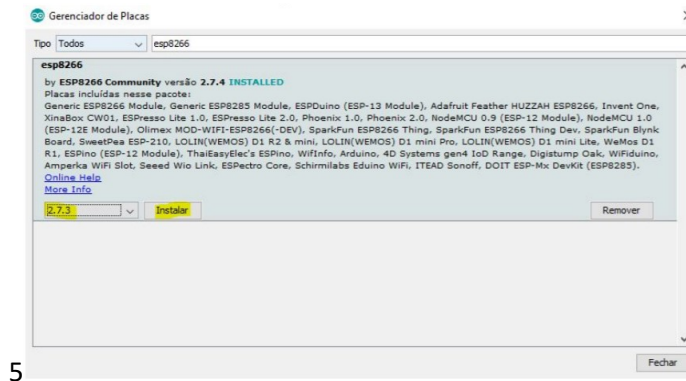 Gerenciador de Placas
Tipo Todos esp8266
esp8266
by ESP8266 Community versão 2.7.4 INSTALLED
Placas incluídas nesse pacote:
Generic ESP8266 Module, Generic ESP8285 Module, ESPDuino (ESP-13 Module), Adafruit Feather HUZZAH ESP8266, Invent One,
XinaBox CW01, ESPresso Lite 1.0, ESPresso Lite 2.0, Phoenix 1.0, Phoenix 2.0, NodeMCU 0.9 (ESP-12 Module), NodeMCU 1.0
(ESP-12E Module), Olimex MOD-WIFI-ESP8266(-DEV), SparkFun ESP8266 Thing, SparkFun ESP8266 Thing Dev, SparkFun Blynk
Board, SweetPea ESP-210, LOLIN(WEMOS) D1 R2 & mini, LOLIN(WEMOS) D1 mini Pro, LOLIN(WEMOS) D1 mini Lite, WeMos D1
R1, ESPino (ESP-12 Module), ThaiEasyElec's ESPino, WifInfo, Arduino, 4D Systems gen4 IoD Range, Digistump Oak, WiFiduino,
Amperka WiFi Slot, Seeed Wio Link, ESPectro Core, Schirmilabs Eduino WiFi, ITEAD Sonoff, DOIT ESP-Mx DevKit (ESP8285).
Online Help
More Info
2.7.3 Instalar Remover
Fechar
5